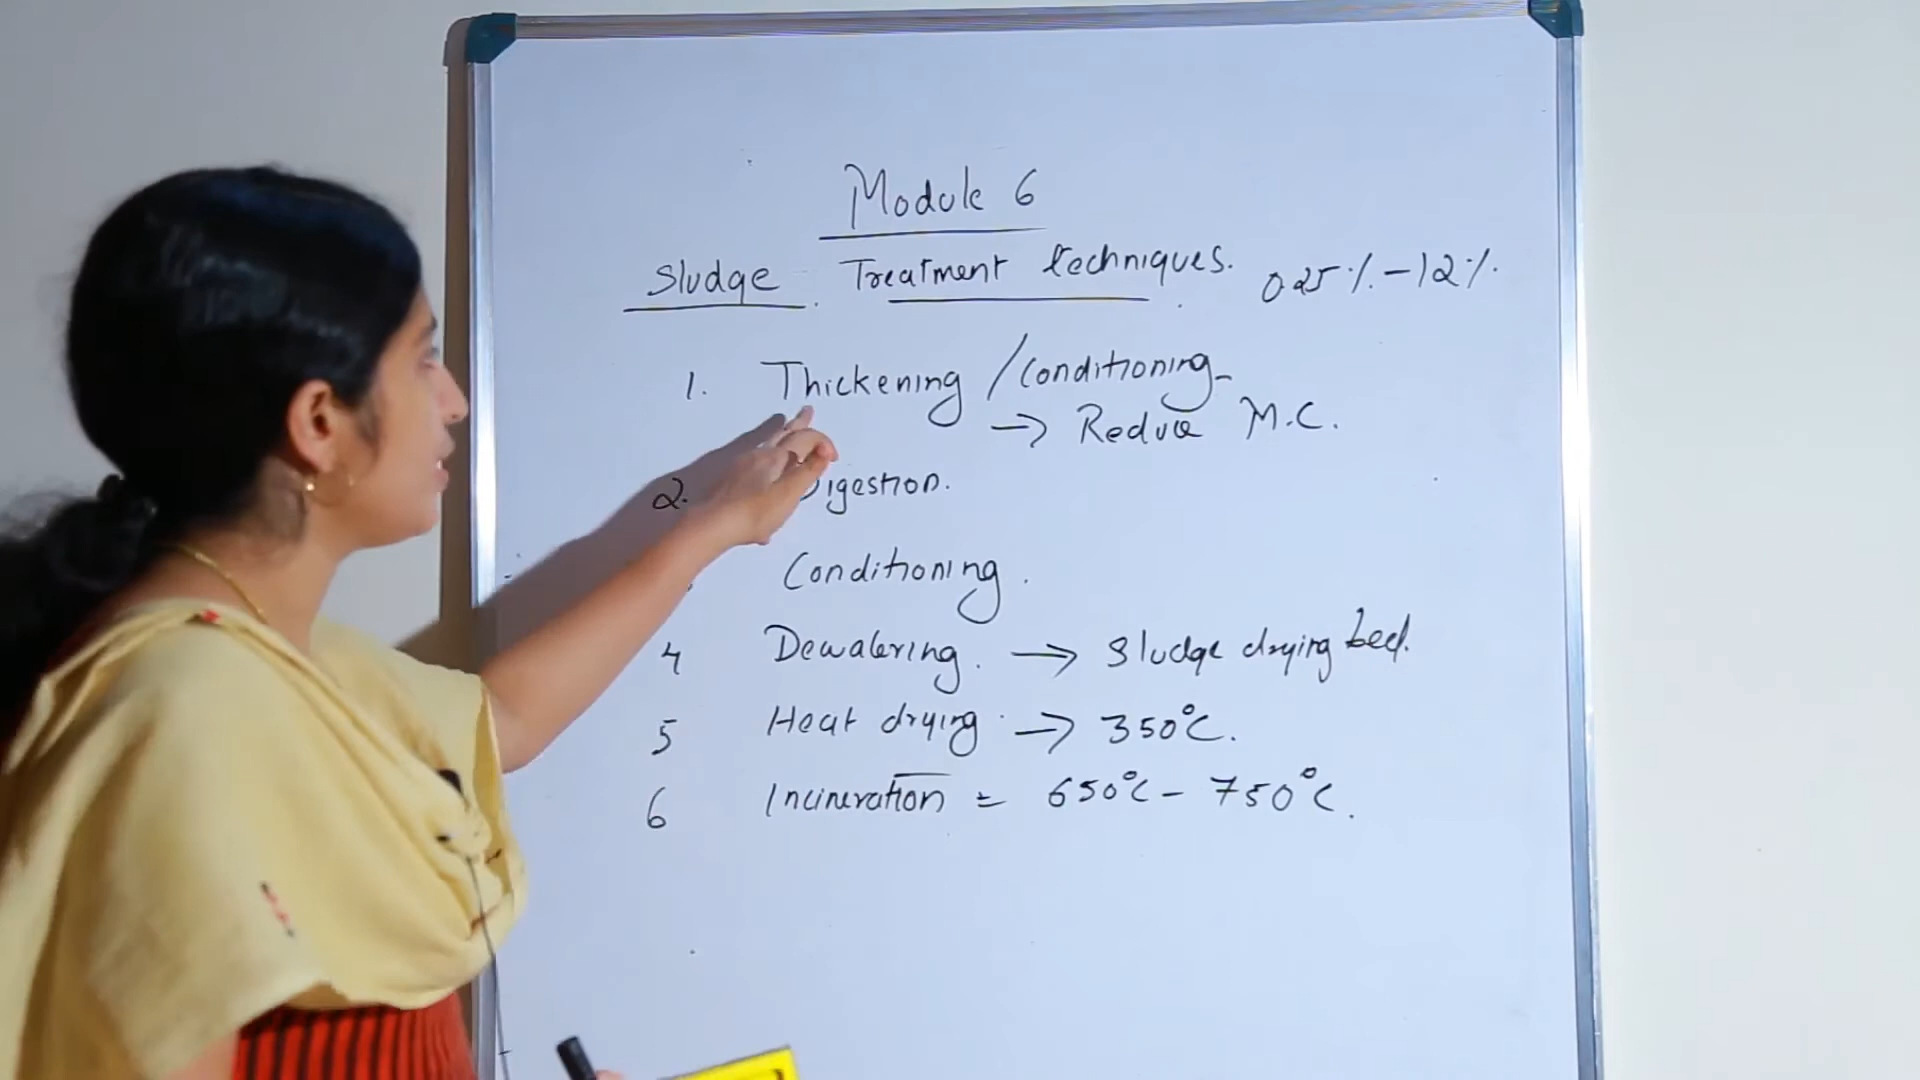 Module 6
Sludge Treatment techniques. 0.25% - 12%.
1. Thickening / Conditioning
→ Reduce M.C.
2. Digestion.
Conditioning.
4 Dewatering. → Sludge drying bed.
5 Heat drying → 350°C.
6 Incineration = 650°C - 750°C.